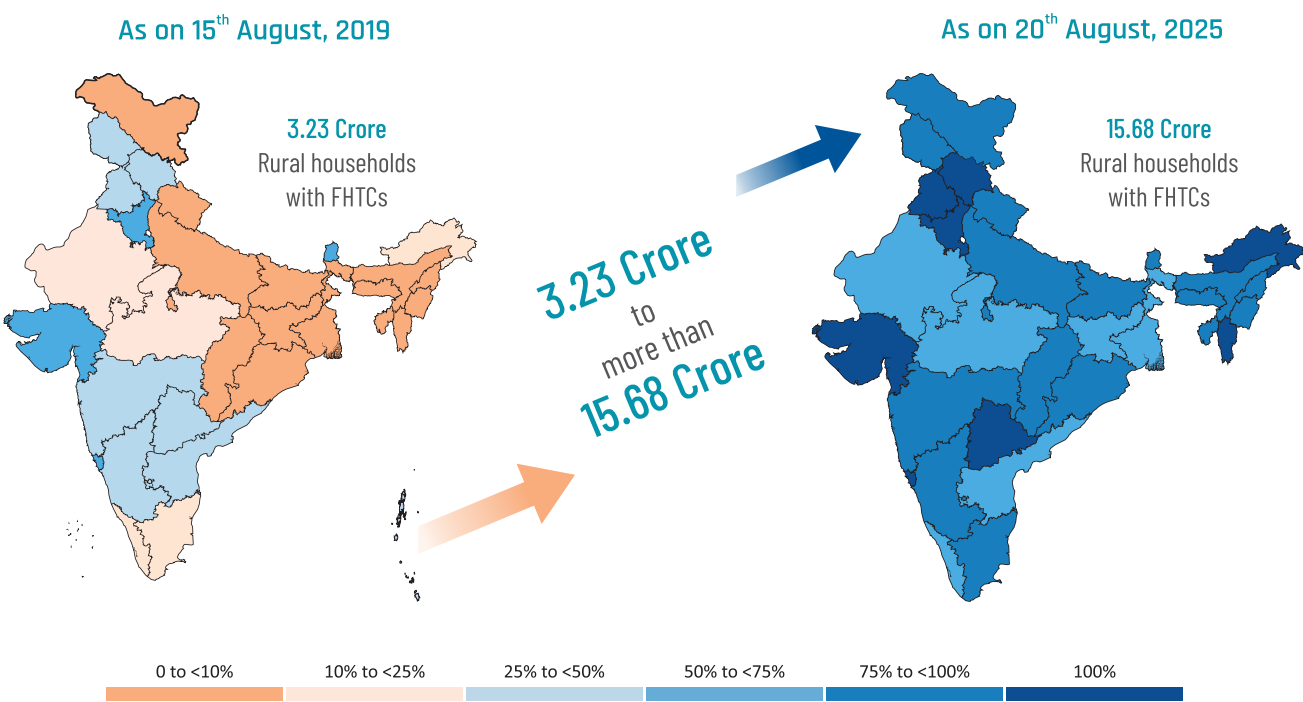 As on 15th August, 2019
3.23 Crore
Rural households
with FHTCs
3.23 Crore
to
more than
15.68 Crore
As on 20th August, 2025
15.68 Crore
Rural households
with FHTCs
0 to <10%
10% to <25%
25% to <50%
50% to <75%
75% to <100%
100%